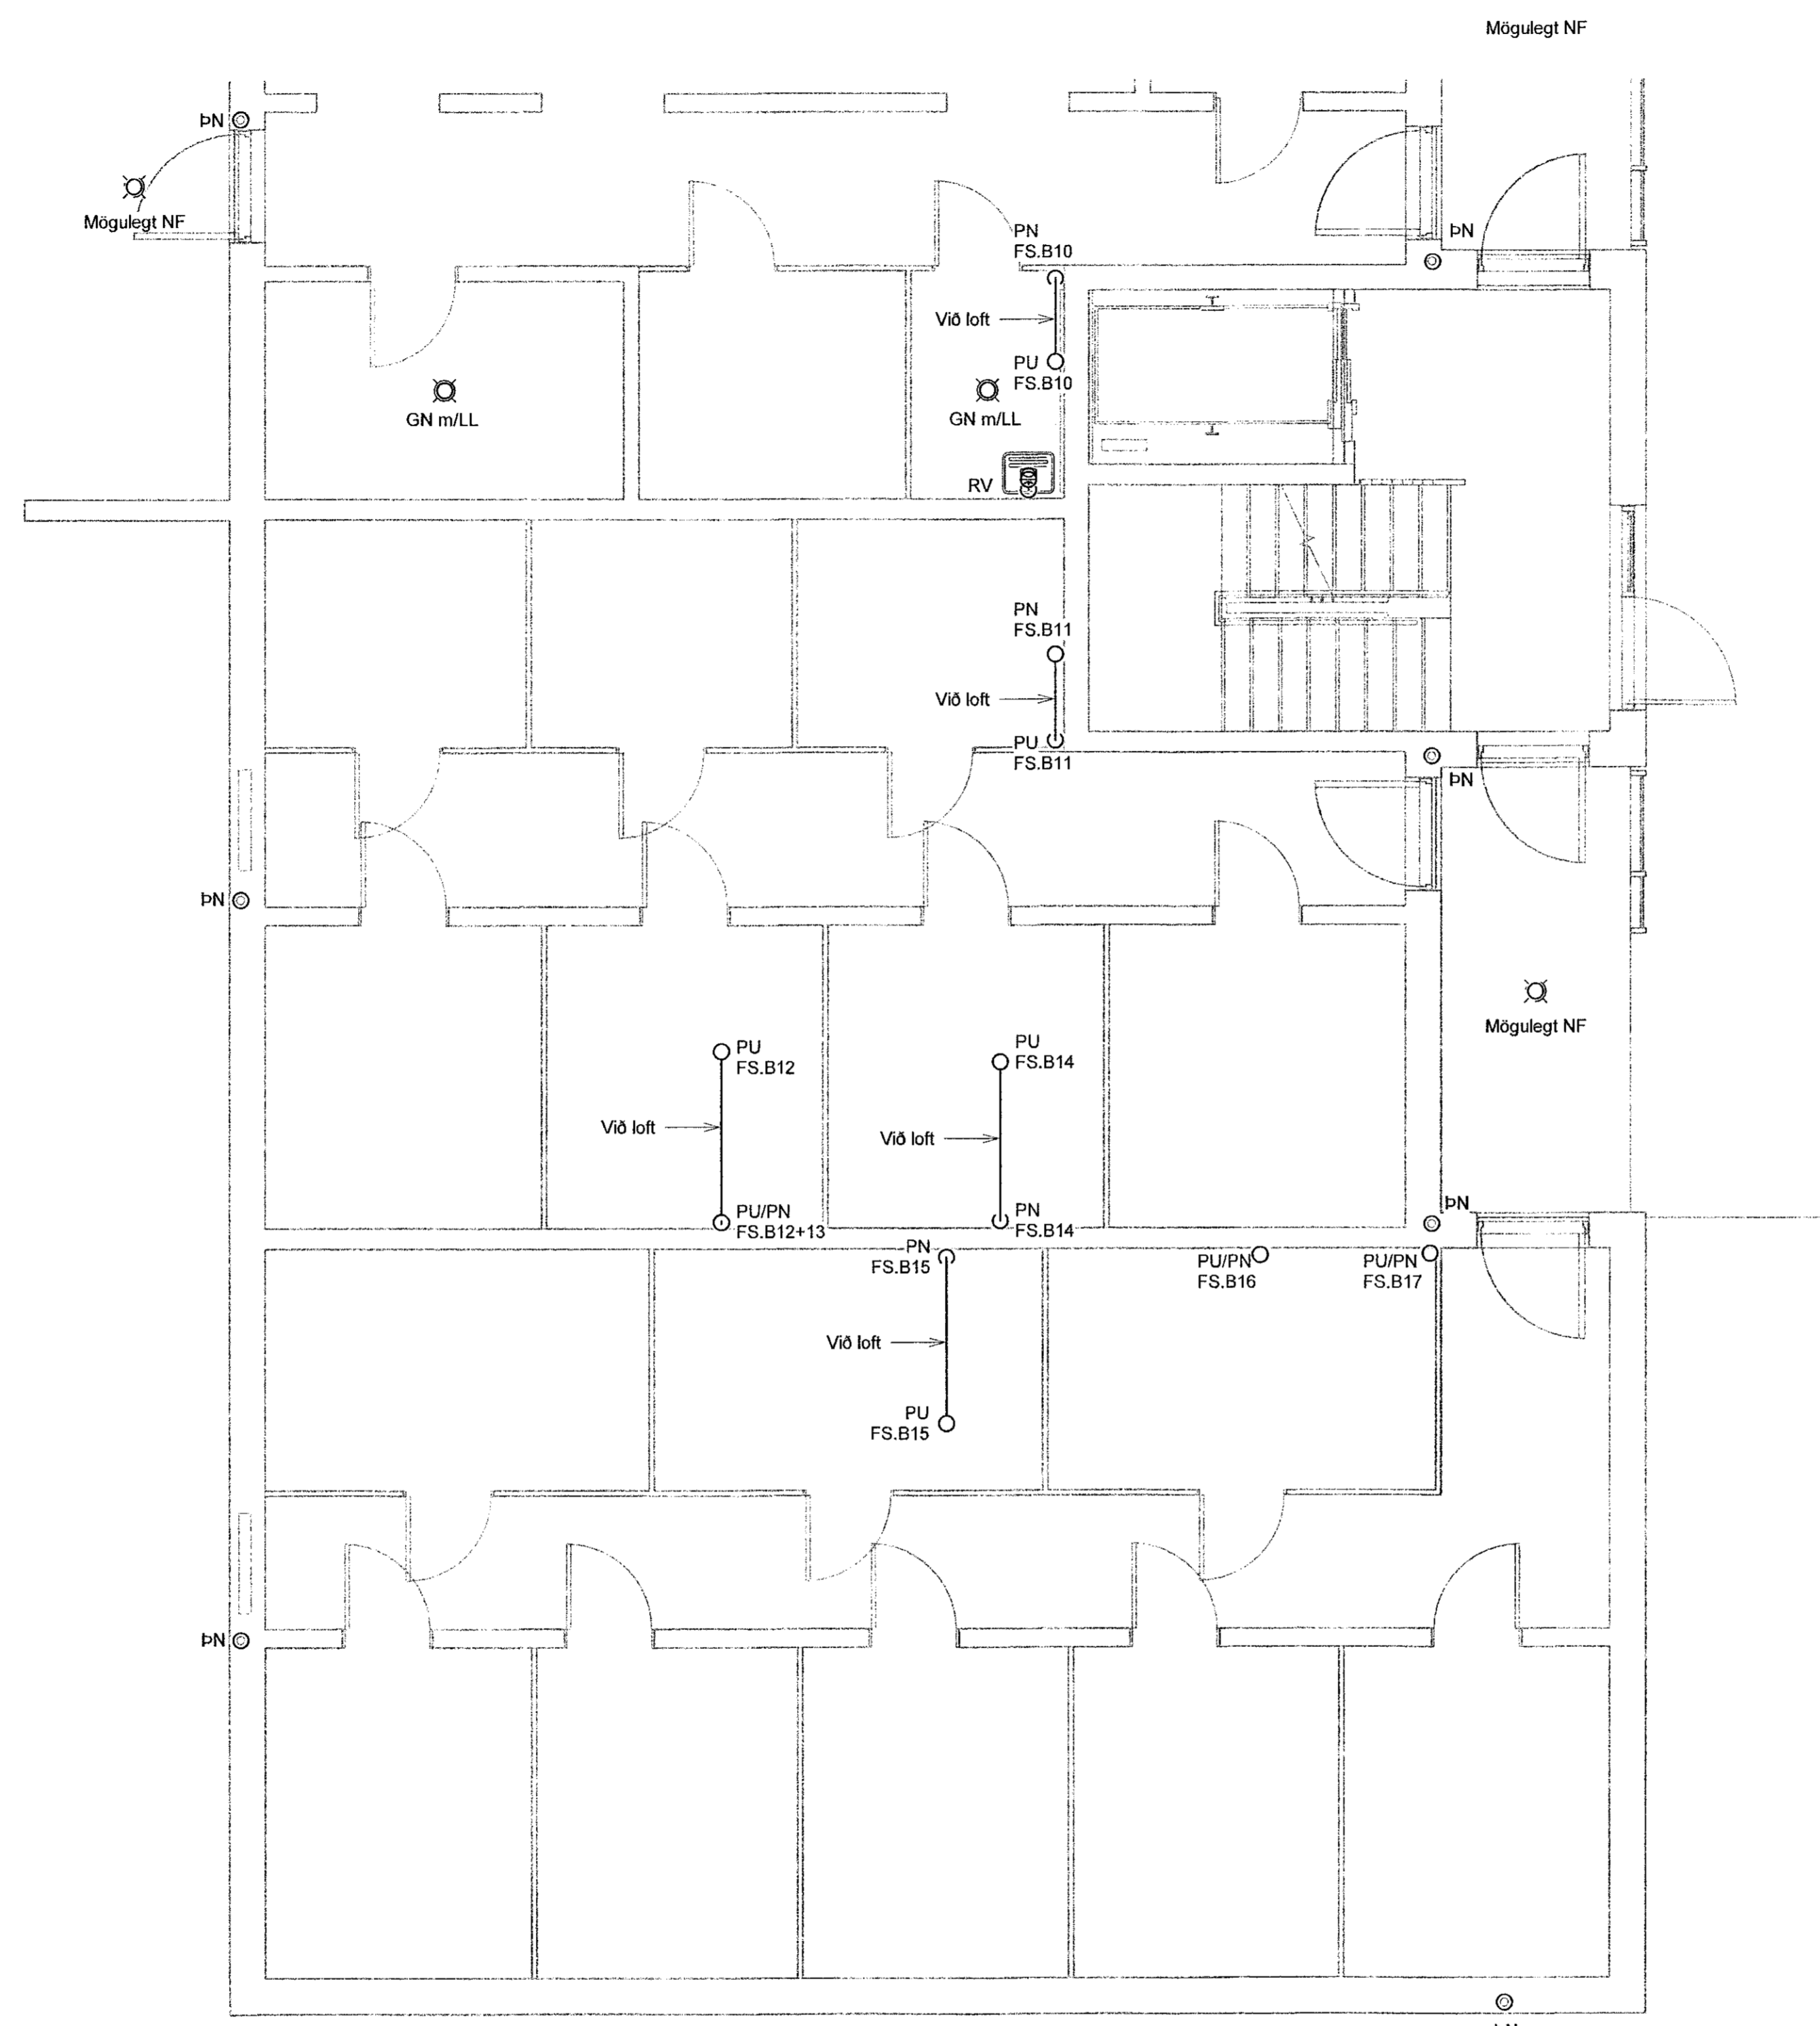 Mögulegt NF
ÞN
Mögulegt NF
PN
FS.B10
ÞN
Við loft
PU
FS.B10
GN m/LL
GN m/LL
RV
PN
FS.B11
Við loft
PU
FS.B11
ÞN
ÞN
Mögulegt NF
PU
FS.B12
PU
FS.B14
Við loft
Við loft
PU/PN
FS.B12+13
PN
FS.B14
ÞN
PN
FS.B15
PU/PN
FS.B16
PU/PN
FS.B17
Við loft
PU
FS.B15
ÞN